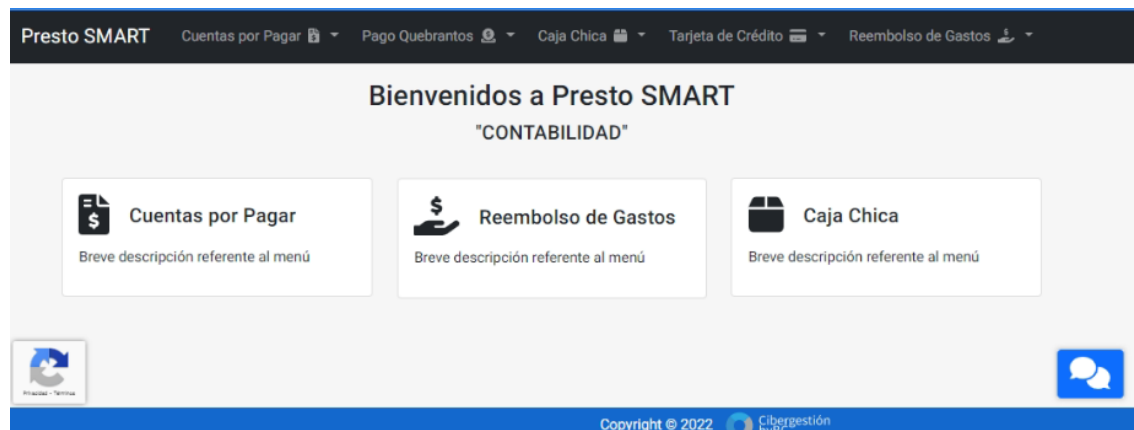 Presto SMART Cuentas por Pagar Pago Quebrantos Caja Chica Tarjeta de Crédito Reembolso de Gastos
Bienvenidos a Presto SMART
"CONTABILIDAD"
Cuentas por Pagar
Breve descripción referente al menú
Reembolso de Gastos
Breve descripción referente al menú
Caja Chica
Breve descripción referente al menú
Privacidad - Términos
Copyright © 2022 Cibergestión